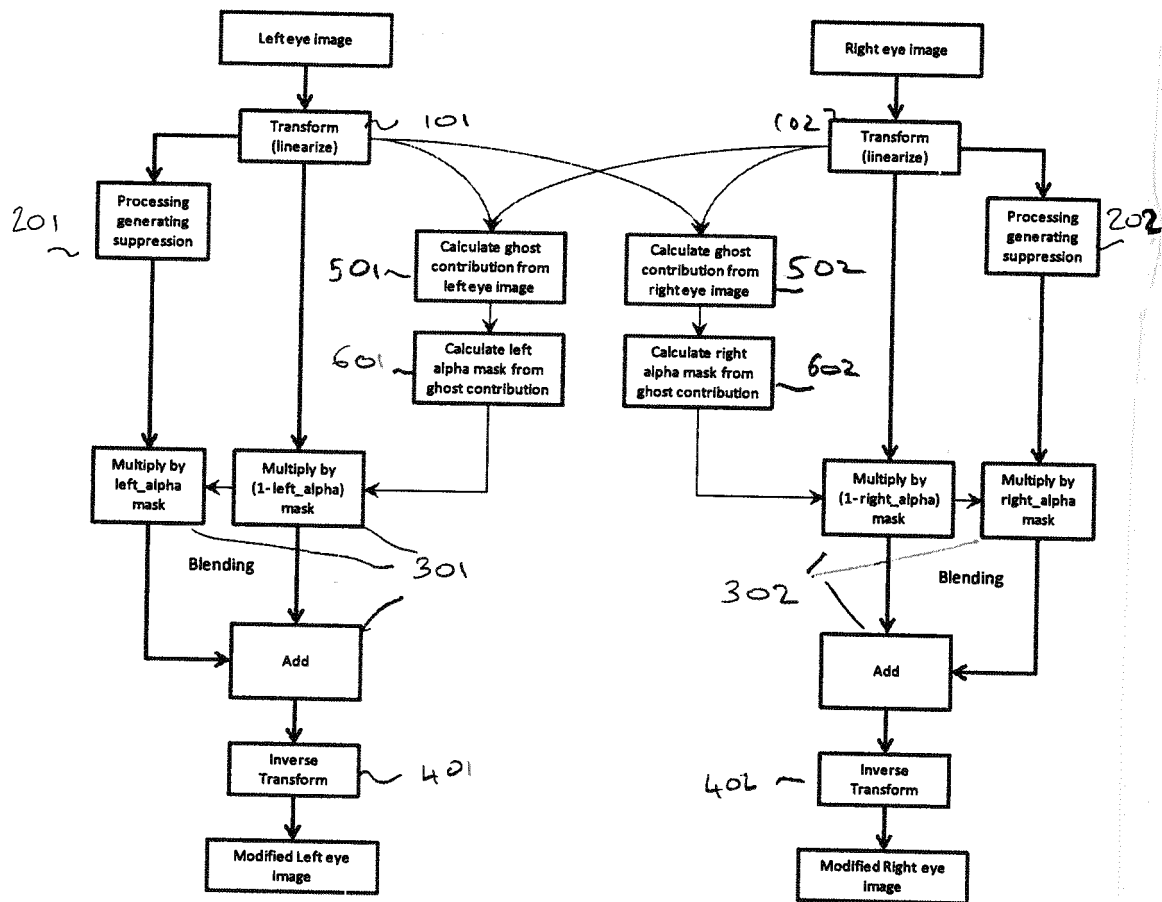 Left eye image
Right eye image
Transform
(linearize)
101
102
Transform
(linearize)
201
Processing
generating
suppression
Processing
generating
suppression
202
501
Calculate ghost
contribution from
left eye image
Calculate ghost
contribution from
right eye image
502
601
Calculate left
alpha mask from
ghost contribution
Calculate right
alpha mask from
ghost contribution
602
Multiply by
left_alpha
mask
Multiply by
(1-left_alpha)
mask
Multiply by
(1-right_alpha)
mask
Multiply by
right_alpha
mask
Blending
301
302
Blending
Add
Add
Inverse
Transform
401
402
Inverse
Transform
Modified Left eye
image
Modified Right eye
image